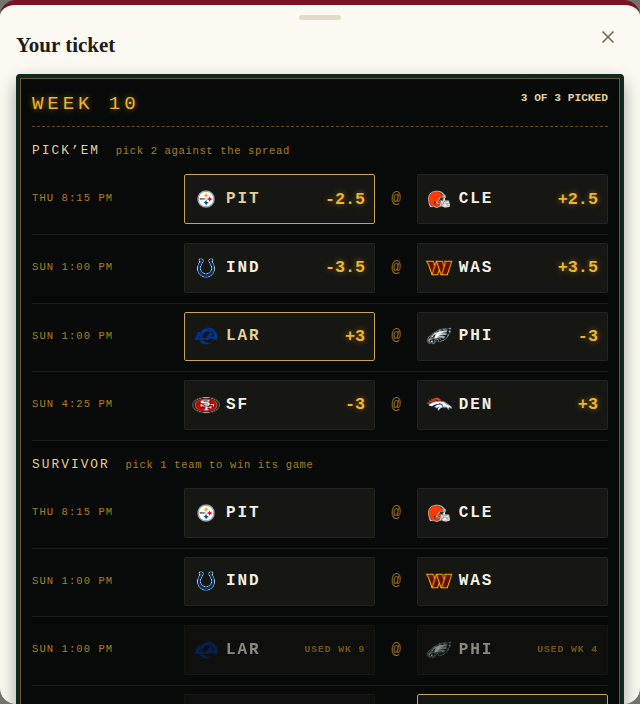 Your ticket
WEEK 10
3 OF 3 PICKED
PICK’EM pick 2 against the spread
THU 8:15 PM PIT -2.5 @ CLE +2.5
SUN 1:00 PM IND -3.5 @ WAS +3.5
SUN 1:00 PM LAR +3 @ PHI -3
SUN 4:25 PM SF -3 @ DEN +3
SURVIVOR pick 1 team to win its game
THU 8:15 PM PIT @ CLE
SUN 1:00 PM IND @ WAS
SUN 1:00 PM LAR USED WK 9 @ PHI USED WK 4